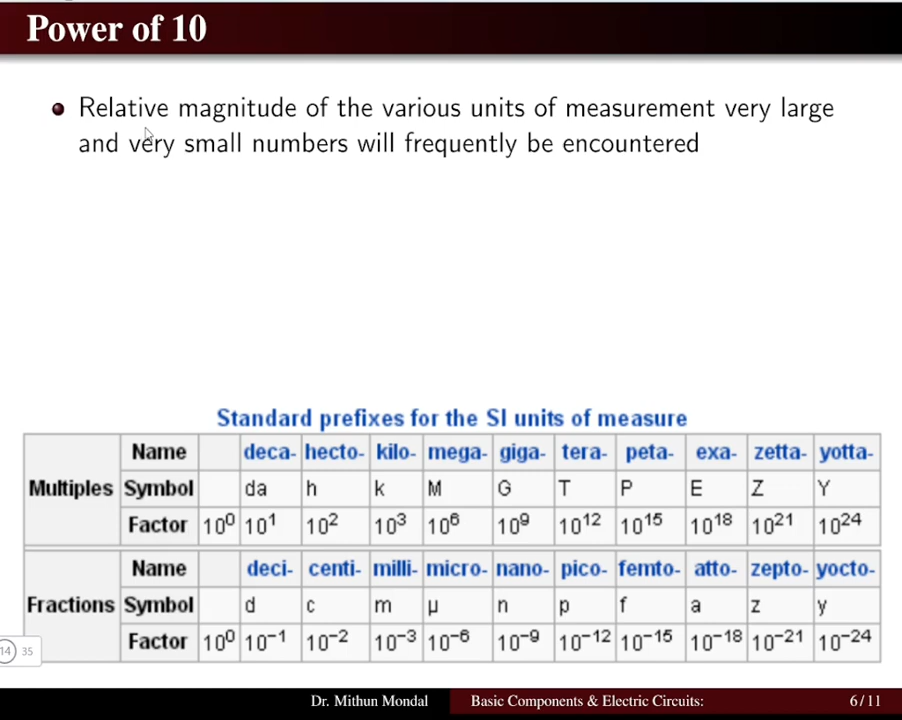 Power of 10
Relative magnitude of the various units of measurement very large
and very small numbers will frequently be encountered
Standard prefixes for the SI units of measure
Multiples Name deca- hecto- kilo- mega- giga- tera- peta- exa- zetta- yotta-
Symbol da h k M G T P E Z Y
Factor 10⁰ 10¹ 10² 10³ 10⁶ 10⁹ 10¹² 10¹⁵ 10¹⁸ 10²¹ 10²⁴
Fractions Name deci- centi- milli- micro- nano- pico- femto- atto- zepto- yocto-
Symbol d c m μ n p f a z y
Factor 10⁰ 10⁻¹ 10⁻² 10⁻³ 10⁻⁶ 10⁻⁹ 10⁻¹² 10⁻¹⁵ 10⁻¹⁸ 10⁻²¹ 10⁻²⁴
14 35
Dr. Mithun Mondal Basic Components & Electric Circuits: 6/11